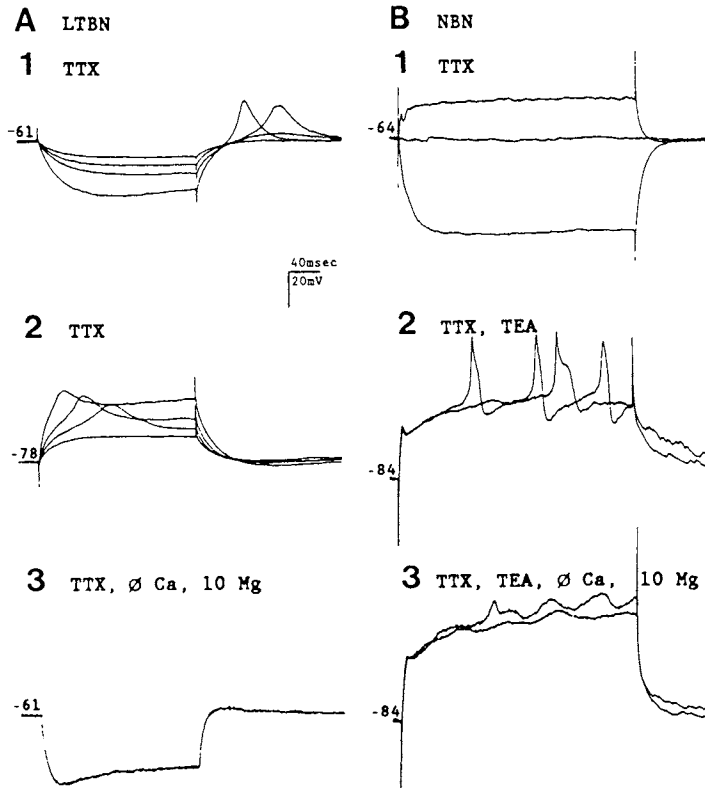 A LTBN
1 TTX
-61
40msec
20mV
2 TTX
-78
3 TTX, Ø Ca, 10 Mg
-61
B NBN
1 TTX
-64
2 TTX, TEA
-84
3 TTX, TEA, Ø Ca, 10 Mg
-84